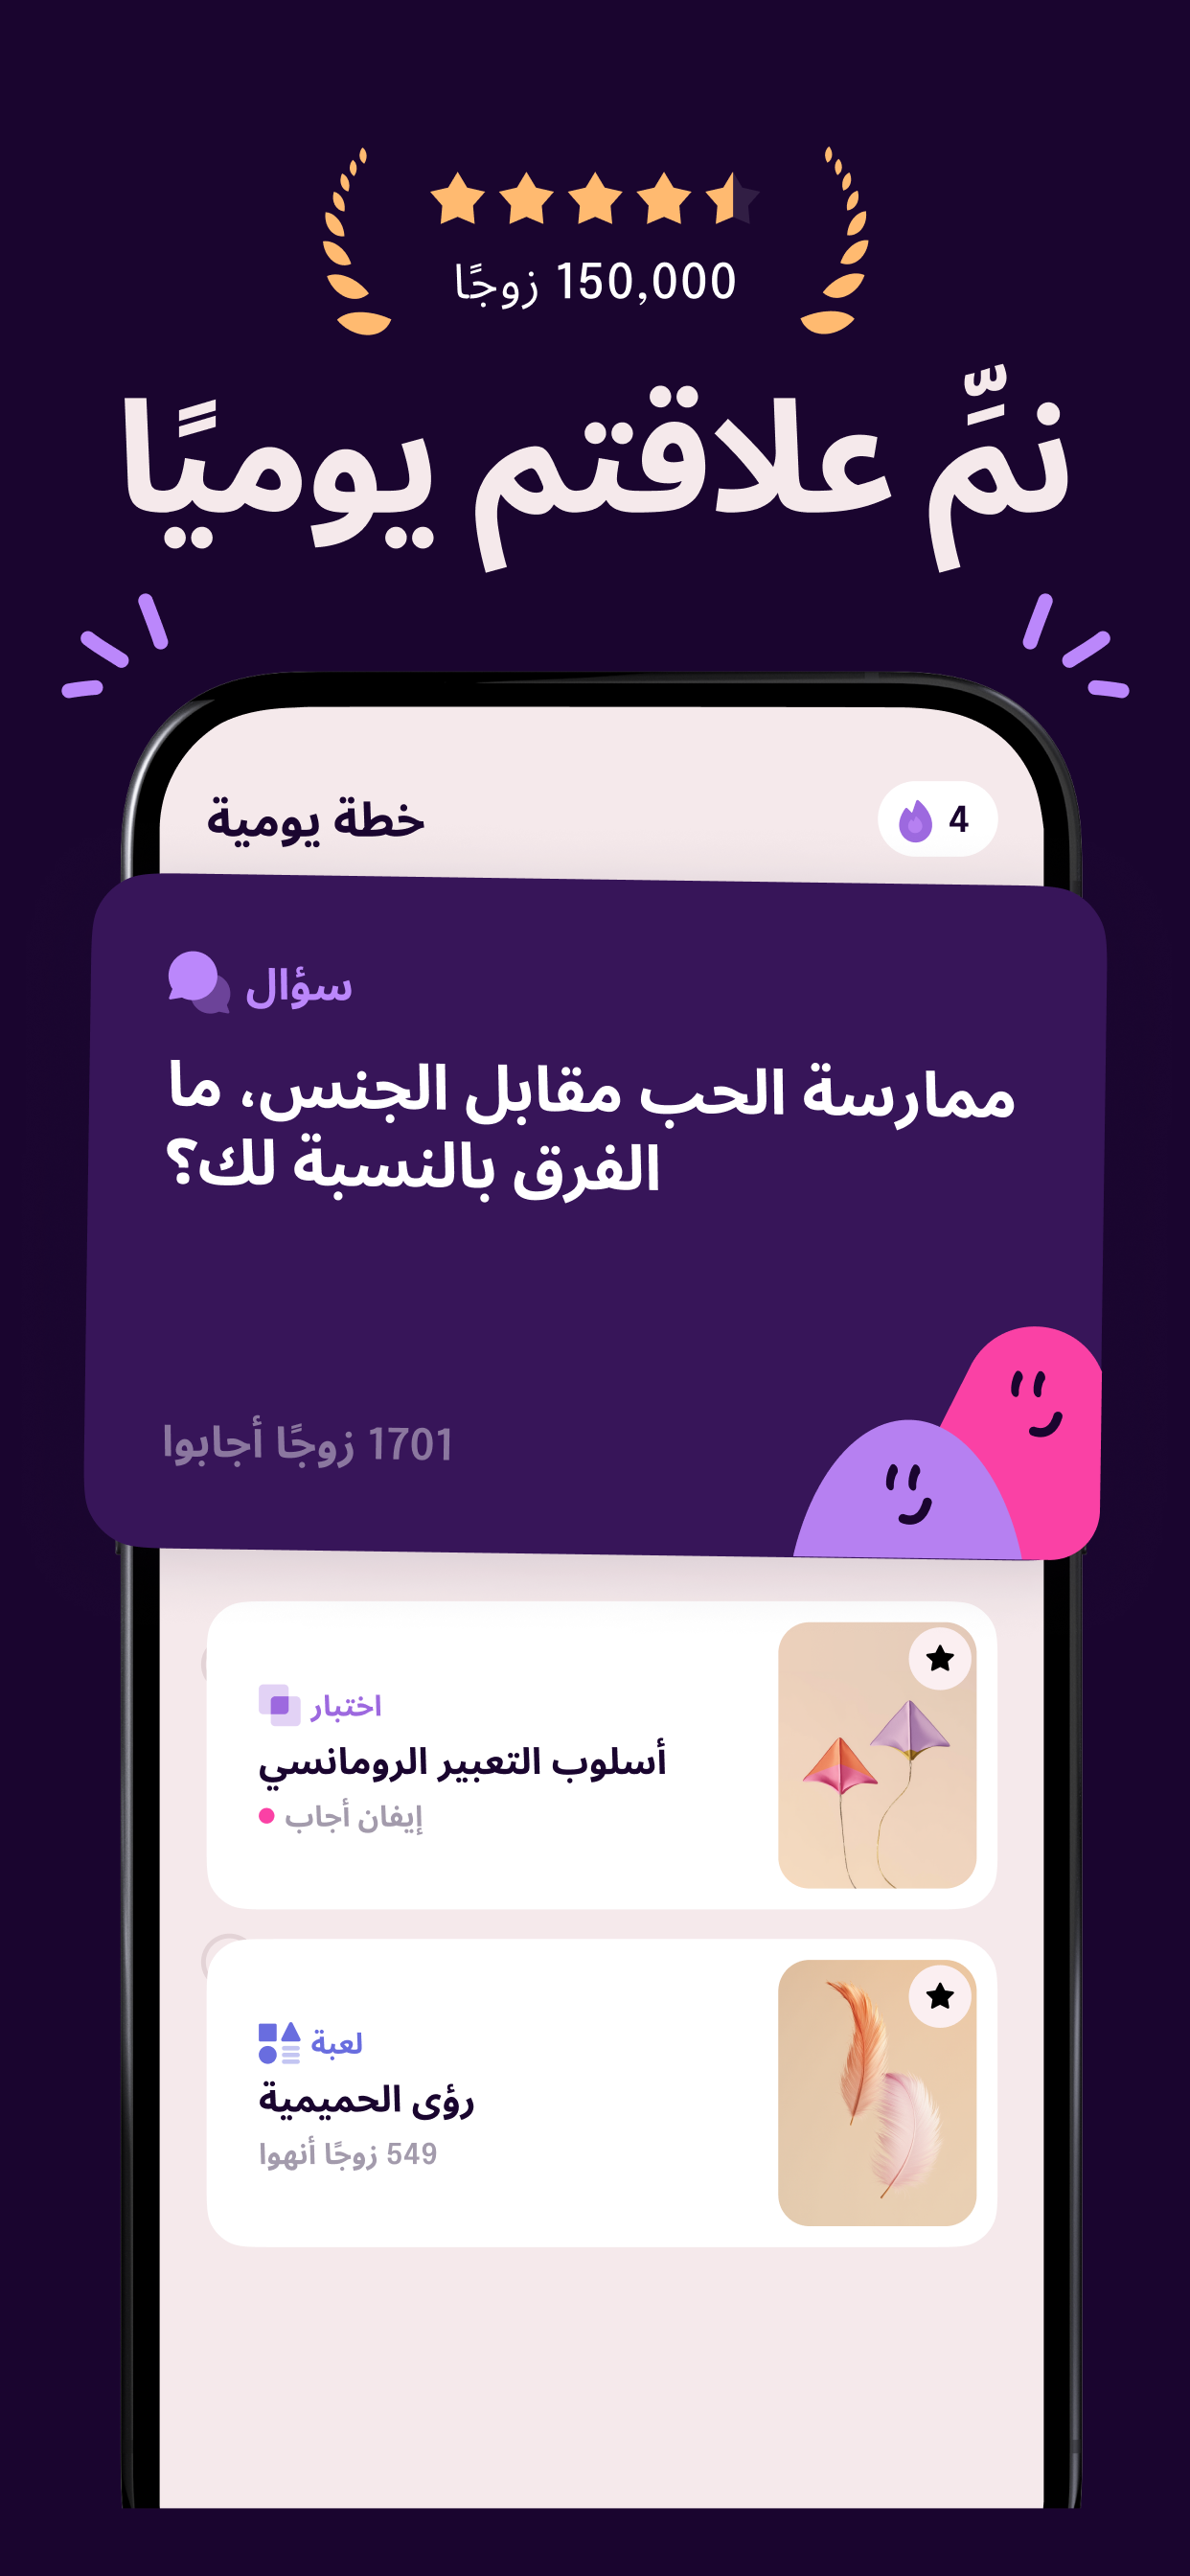 150,000 زوجًا
نمِّ علاقتم يوميًا
خطة يومية
4
سؤال
ممارسة الحب مقابل الجنس، ما
الفرق بالنسبة لك؟
1701 زوجًا أجابوا
اختبار
أسلوب التعبير الرومانسي
إيفان أجاب
لعبة
رؤى الحميمية
549 زوجًا أنهوا